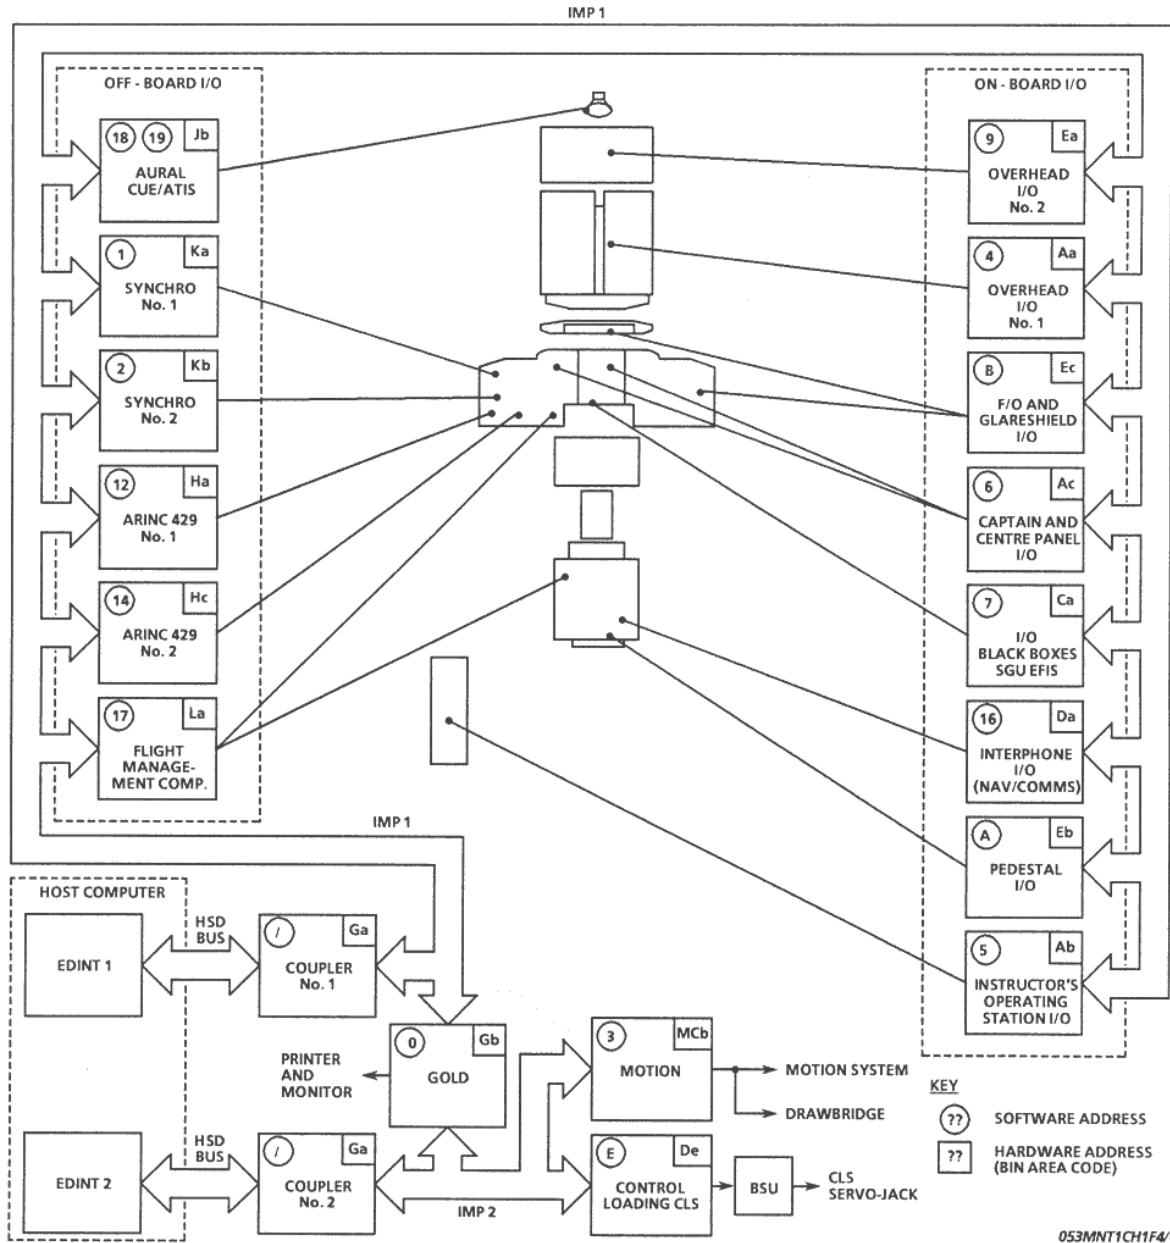 IMP 1
OFF - BOARD I/O
18 19 Jb
AURAL
CUE/ATIS
1 Ka
SYNCHRO
No. 1
2 Kb
SYNCHRO
No. 2
12 Ha
ARINC 429
No. 1
14 Hc
ARINC 429
No. 2
17 La
FLIGHT
MANAGE-
MENT COMP.
ON - BOARD I/O
9 Ea
OVERHEAD
I/O
No. 2
4 Aa
OVERHEAD
I/O
No. 1
B Ec
F/O AND
GLARESHIELD
I/O
6 Ac
CAPTAIN AND
CENTRE PANEL
I/O
7 Ca
I/O
BLACK BOXES
SGU EFIS
16 Da
INTERPHONE
I/O
(NAV/COMMS)
A Eb
PEDESTAL
I/O
5 Ab
INSTRUCTOR'S
OPERATING
STATION I/O
IMP 1
HOST COMPUTER
EDINT 1
HSD
BUS
/ Ga
COUPLER
No. 1
0 Gb
GOLD
PRINTER
AND
MONITOR
3 MCb
MOTION
MOTION SYSTEM
DRAWBRIDGE
EDINT 2
HSD
BUS
/ Ga
COUPLER
No. 2
IMP 2
E De
CONTROL
LOADING CLS
BSU
CLS
SERVO-JACK
KEY
?? SOFTWARE ADDRESS
?? HARDWARE ADDRESS
(BIN AREA CODE)
053MNT1CH1F4/